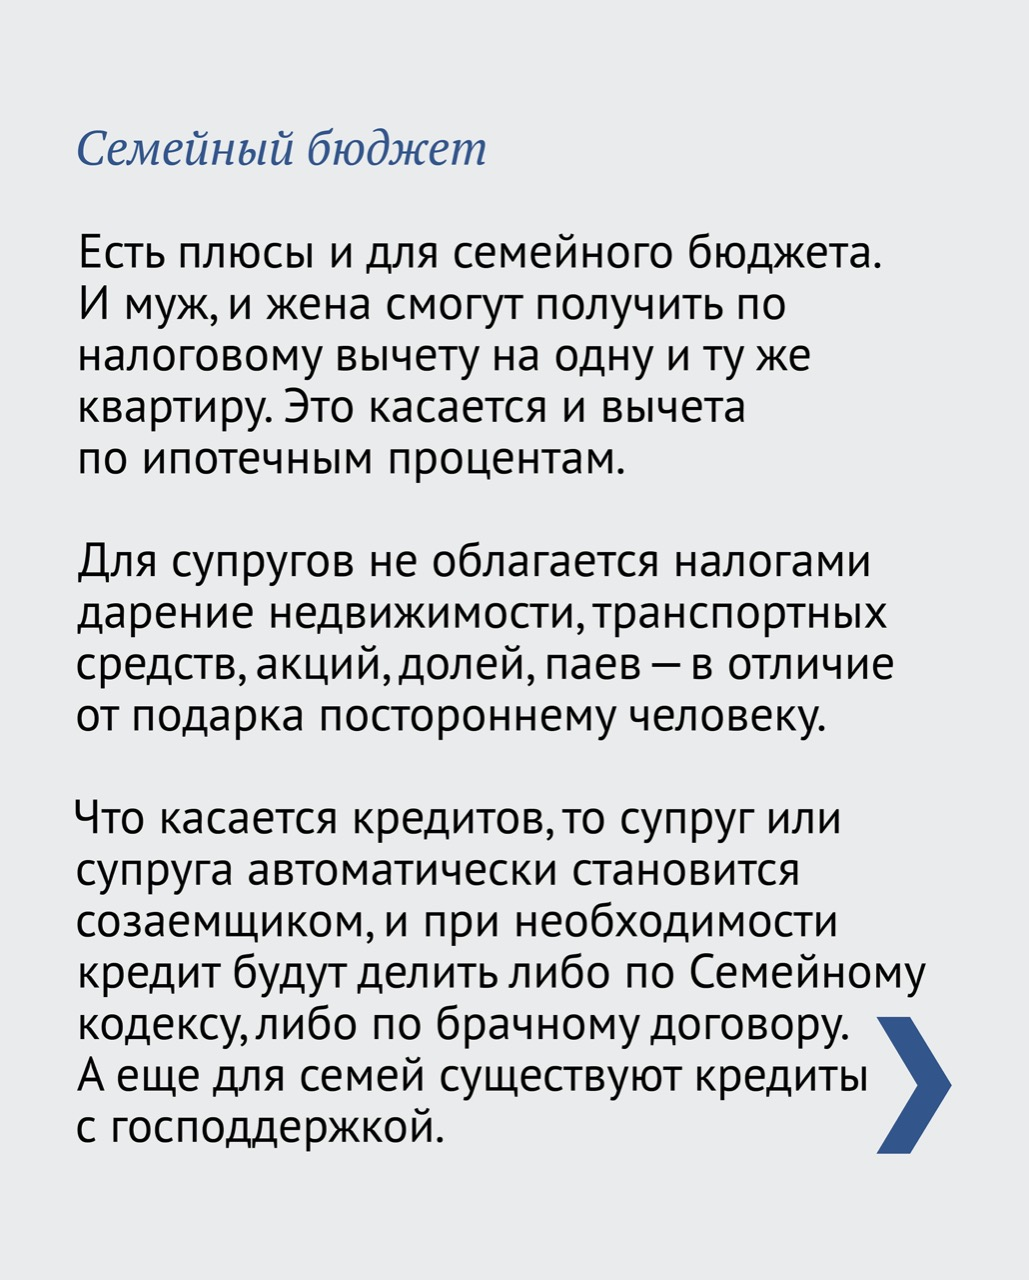 Семейный бюджет
Есть плюсы и для семейного бюджета.
И муж, и жена смогут получить по
налоговому вычету на одну и ту же
квартиру. Это касается и вычета
по ипотечным процентам.
Для супругов не облагается налогами
дарение недвижимости, транспортных
средств, акций, долей, паев — в отличие
от подарка постороннему человеку.
Что касается кредитов, то супруг или
супруга автоматически становится
созаемщиком, и при необходимости
кредит будут делить либо по Семейному
кодексу, либо по брачному договору.
А еще для семей существуют кредиты
с господдержкой.